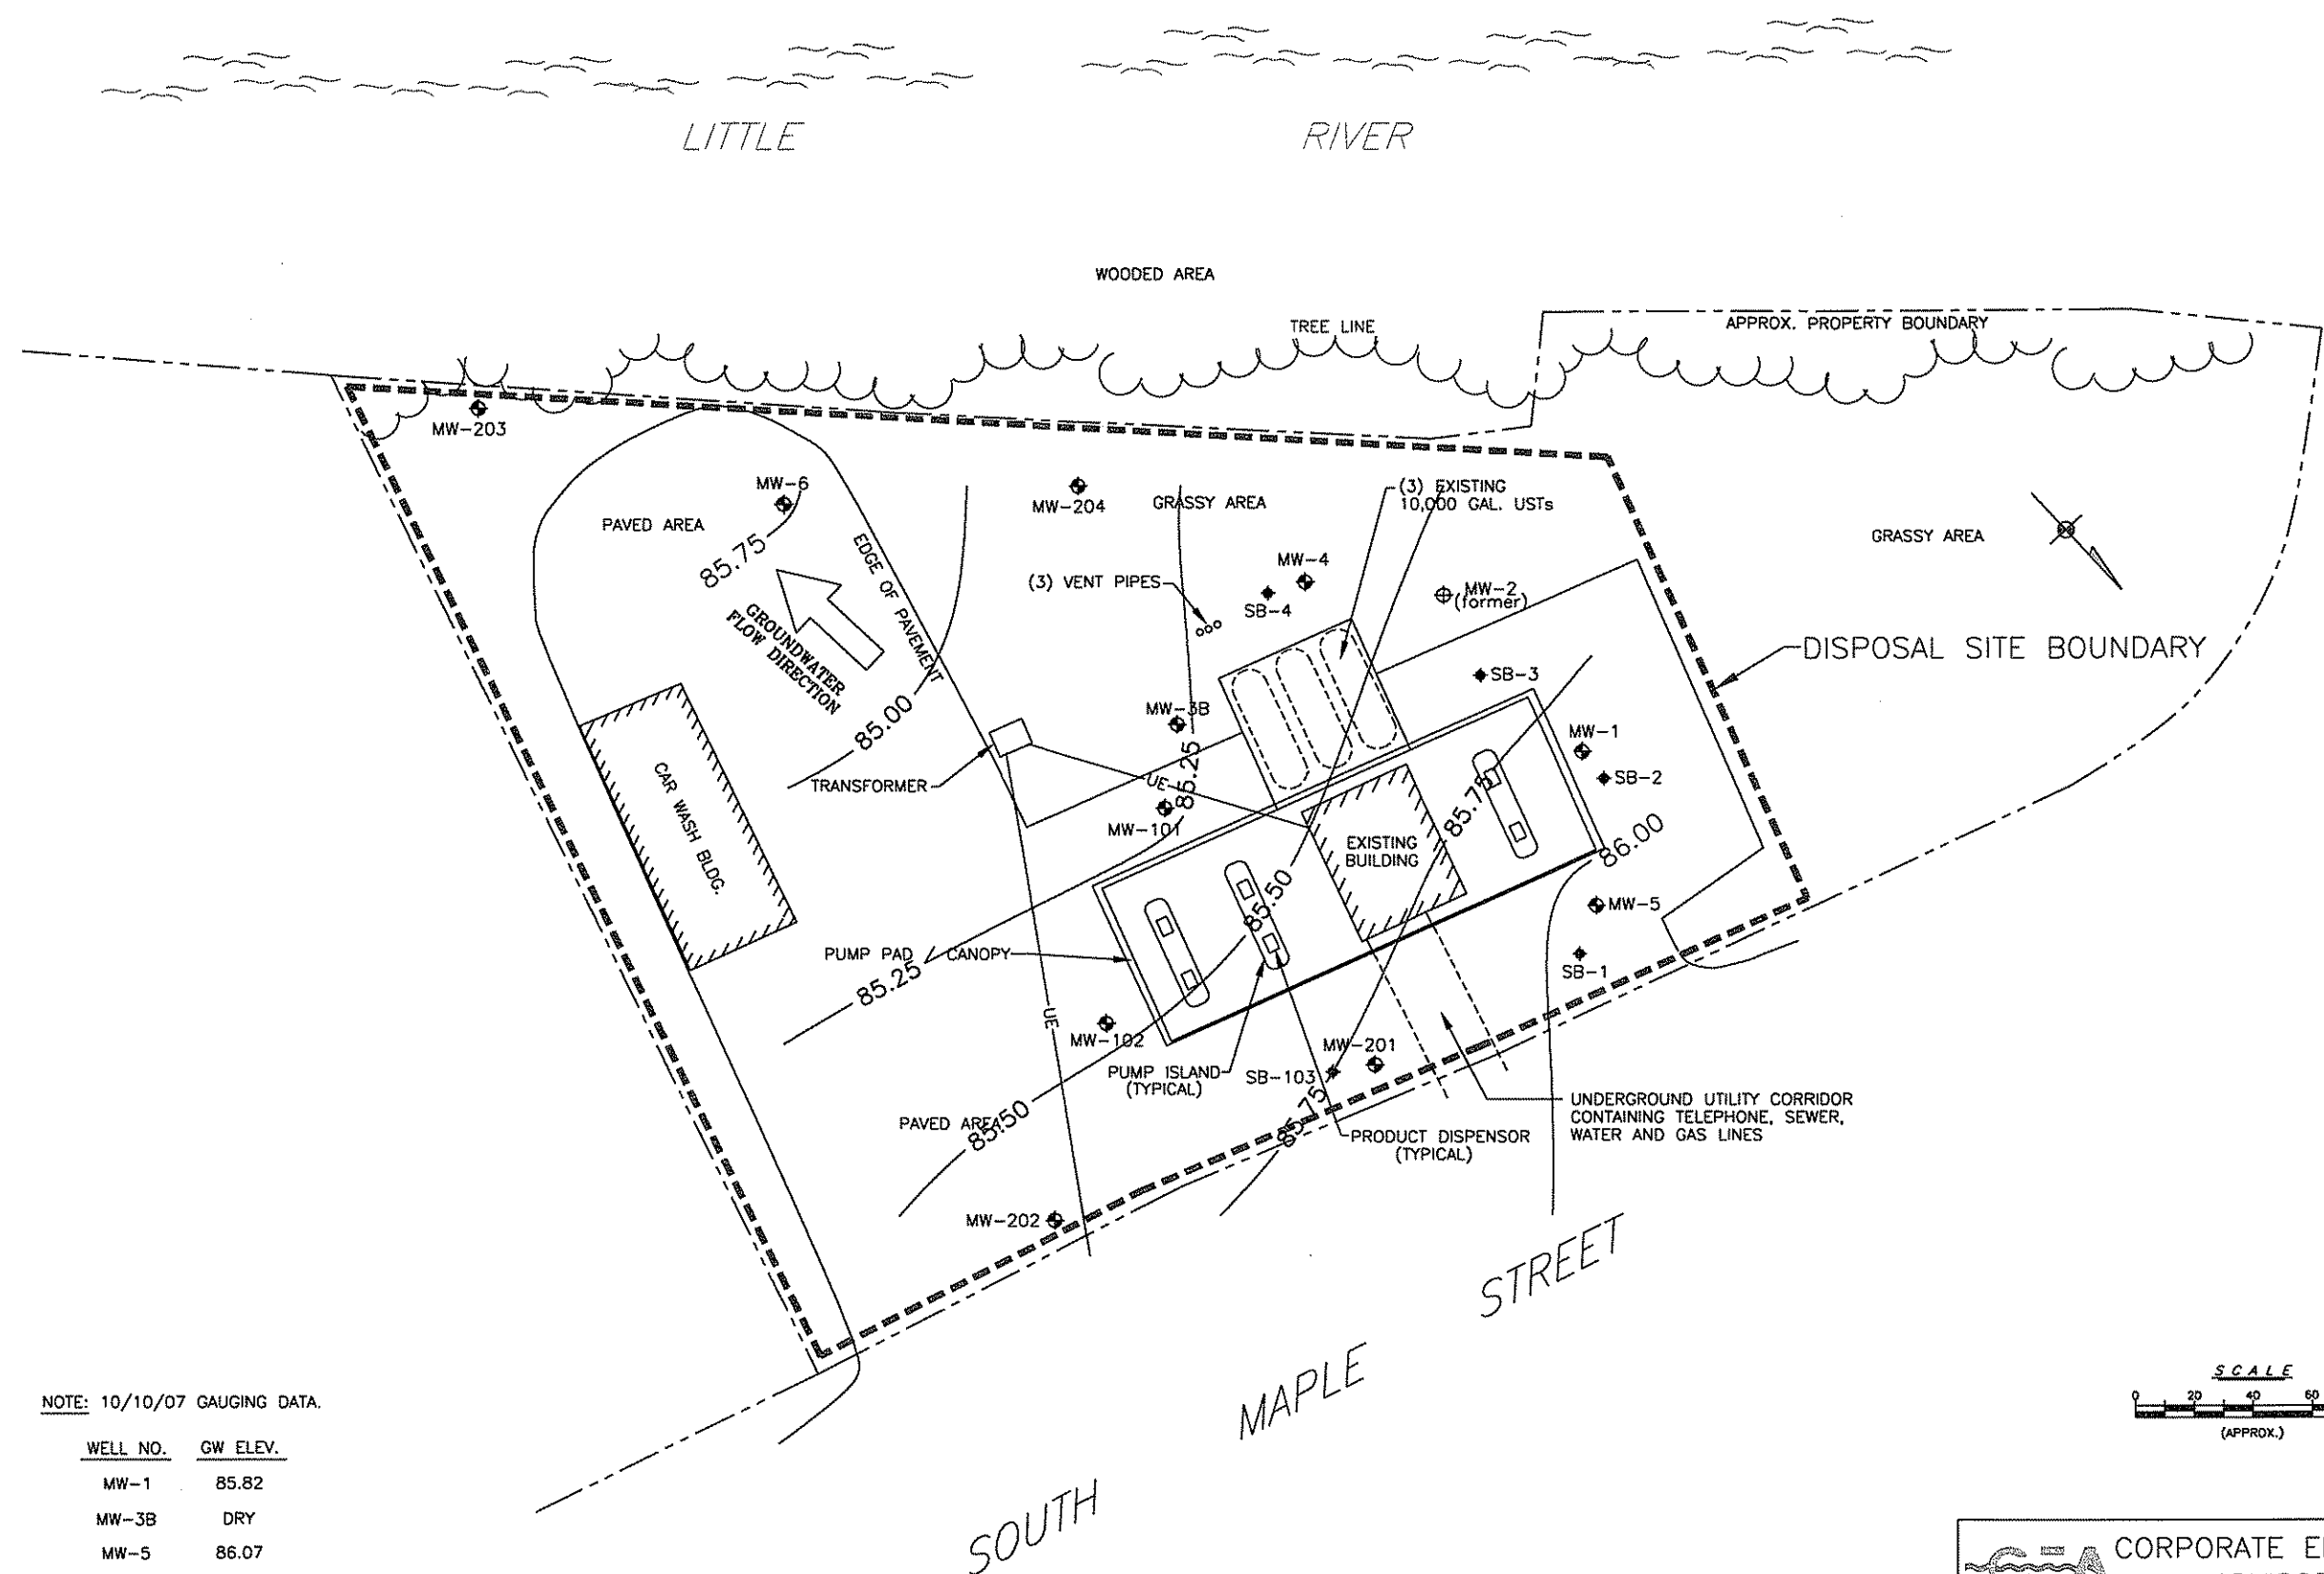 LITTLE RIVER
WOODED AREA
TREE LINE
APPROX. PROPERTY BOUNDARY
MW-203
MW-6
PAVED AREA
MW-204
GRASSY AREA
(3) EXISTING
10,000 GAL. USTs
GRASSY AREA
85.75
EDGE OF PAVEMENT
(3) VENT PIPES
MW-4
SB-4
MW-2
(former)
GROUNDWATER
FLOW DIRECTION
DISPOSAL SITE BOUNDARY
SB-3
85.00
MW-3B
MW-1
SB-2
CAR WASH BLDG.
TRANSFORMER
UE
85.25
MW-101
85.75
86.00
EXISTING
BUILDING
85.50
MW-5
PUMP PAD / CANOPY
85.25
SB-1
UE
MW-102
MW-201
PUMP ISLAND
(TYPICAL)
SB-103
85.75
UNDERGROUND UTILITY CORRIDOR
CONTAINING TELEPHONE, SEWER,
WATER AND GAS LINES
PAVED AREA
85.50
PRODUCT DISPENSOR
(TYPICAL)
MW-202
SOUTH MAPLE STREET
SCALE
0 20 40 60
(APPROX.)
NOTE: 10/10/07 GAUGING DATA.
WELL NO. GW ELEV.
MW-1 85.82
MW-3B DRY
MW-5 86.07
CEA CORPORATE